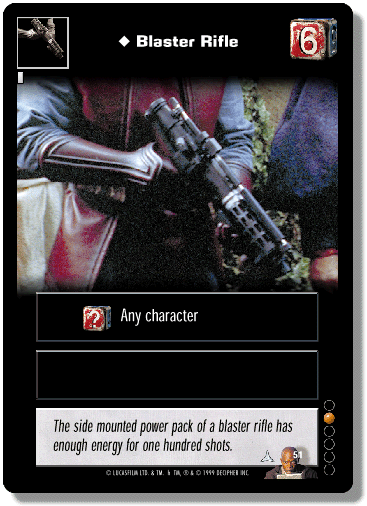 ◆ Blaster Rifle
6
? Any character
The side mounted power pack of a blaster rifle has
enough energy for one hundred shots.
51
© LUCASFILM LTD. & TM, & TM, ® & © 1999 DECIPHER INC.